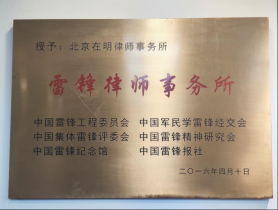 授予：北京在明律师事务所
雷锋律师事务所
中国雷锋工程委员会 中国军民学雷锋经交会
中国集体雷锋评委会 中国雷锋精神研究会
中国雷锋纪念馆 中国雷锋报社
二〇一六年四月十日